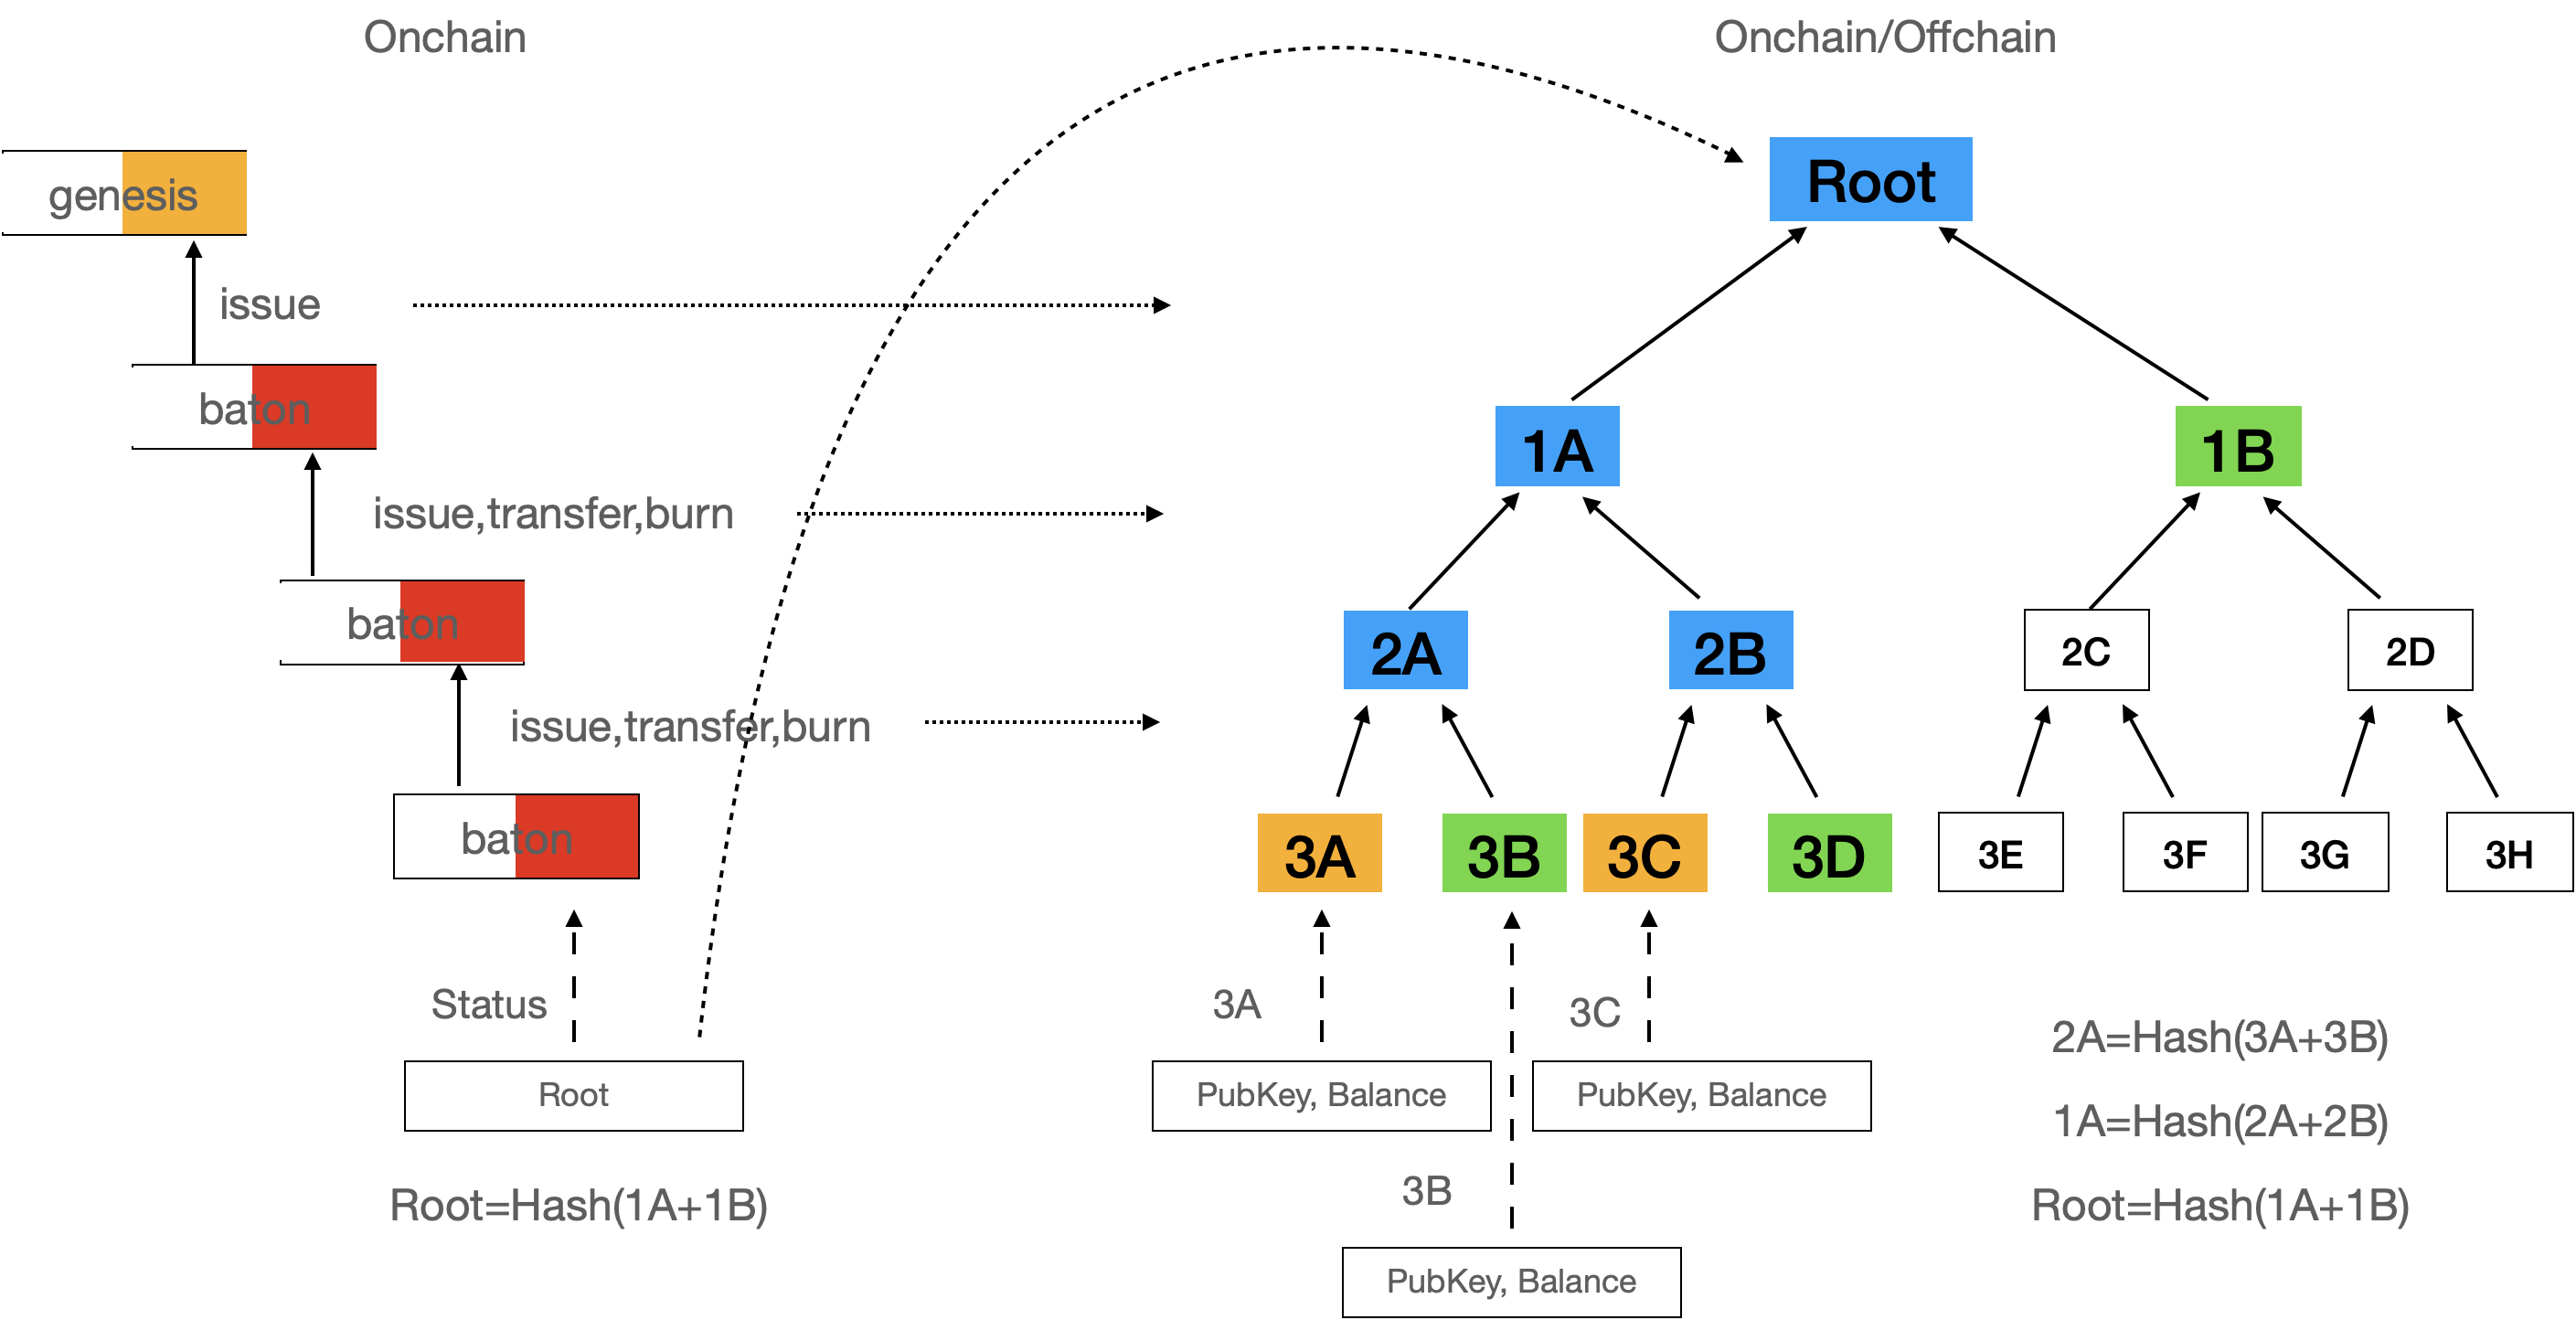 Onchain
Onchain/Offchain
genesis
Root
issue
baton
1A
1B
issue,transfer,burn
baton
2A
2B
2C
2D
issue,transfer,burn
baton
3A
3B
3C
3D
3E
3F
3G
3H
Status
3A
3C
Root
PubKey, Balance
PubKey, Balance
2A=Hash(3A+3B)
1A=Hash(2A+2B)
Root=Hash(1A+1B)
3B
Root=Hash(1A+1B)
PubKey, Balance